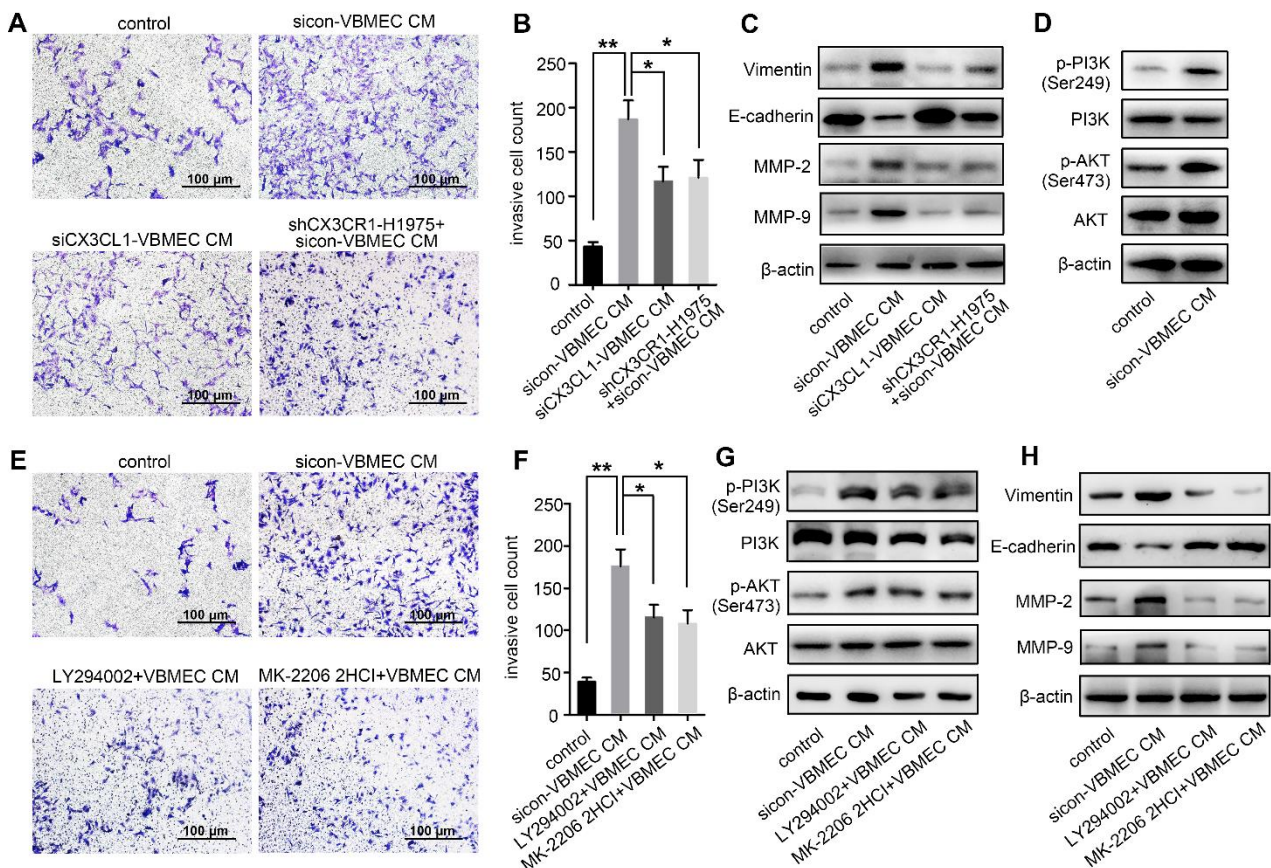 A
control
sicon-VBMEC CM
100 μm
100 μm
siCX3CL1-VBMEC CM
shCX3CR1-H1975+
sicon-VBMEC CM
100 μm
100 μm
B
**
*
*
invasive cell count
250
200
150
100
50
0
control
sicon-VBMEC CM
siCX3CL1-VBMEC CM
shCX3CR1-H1975
+sicon-VBMEC CM
C
Vimentin
E-cadherin
MMP-2
MMP-9
β-actin
control
sicon-VBMEC CM
siCX3CL1-VBMEC CM
shCX3CR1-H1975
+sicon-VBMEC CM
D
p-PI3K
(Ser249)
PI3K
p-AKT
(Ser473)
AKT
β-actin
control
sicon-VBMEC CM
E
control
sicon-VBMEC CM
100 μm
100 μm
LY294002+VBMEC CM
MK-2206 2HCl+VBMEC CM
100 μm
100 μm
F
**
*
*
invasive cell count
250
200
150
100
50
0
control
sicon-VBMEC CM
LY294002+VBMEC CM
MK-2206 2HCl+VBMEC CM
G
p-PI3K
(Ser249)
PI3K
p-AKT
(Ser473)
AKT
β-actin
control
sicon-VBMEC CM
LY294002+VBMEC CM
MK-2206 2HCl+VBMEC CM
H
Vimentin
E-cadherin
MMP-2
MMP-9
β-actin
control
sicon-VBMEC CM
LY294002+VBMEC CM
MK-2206 2HCl+VBMEC CM